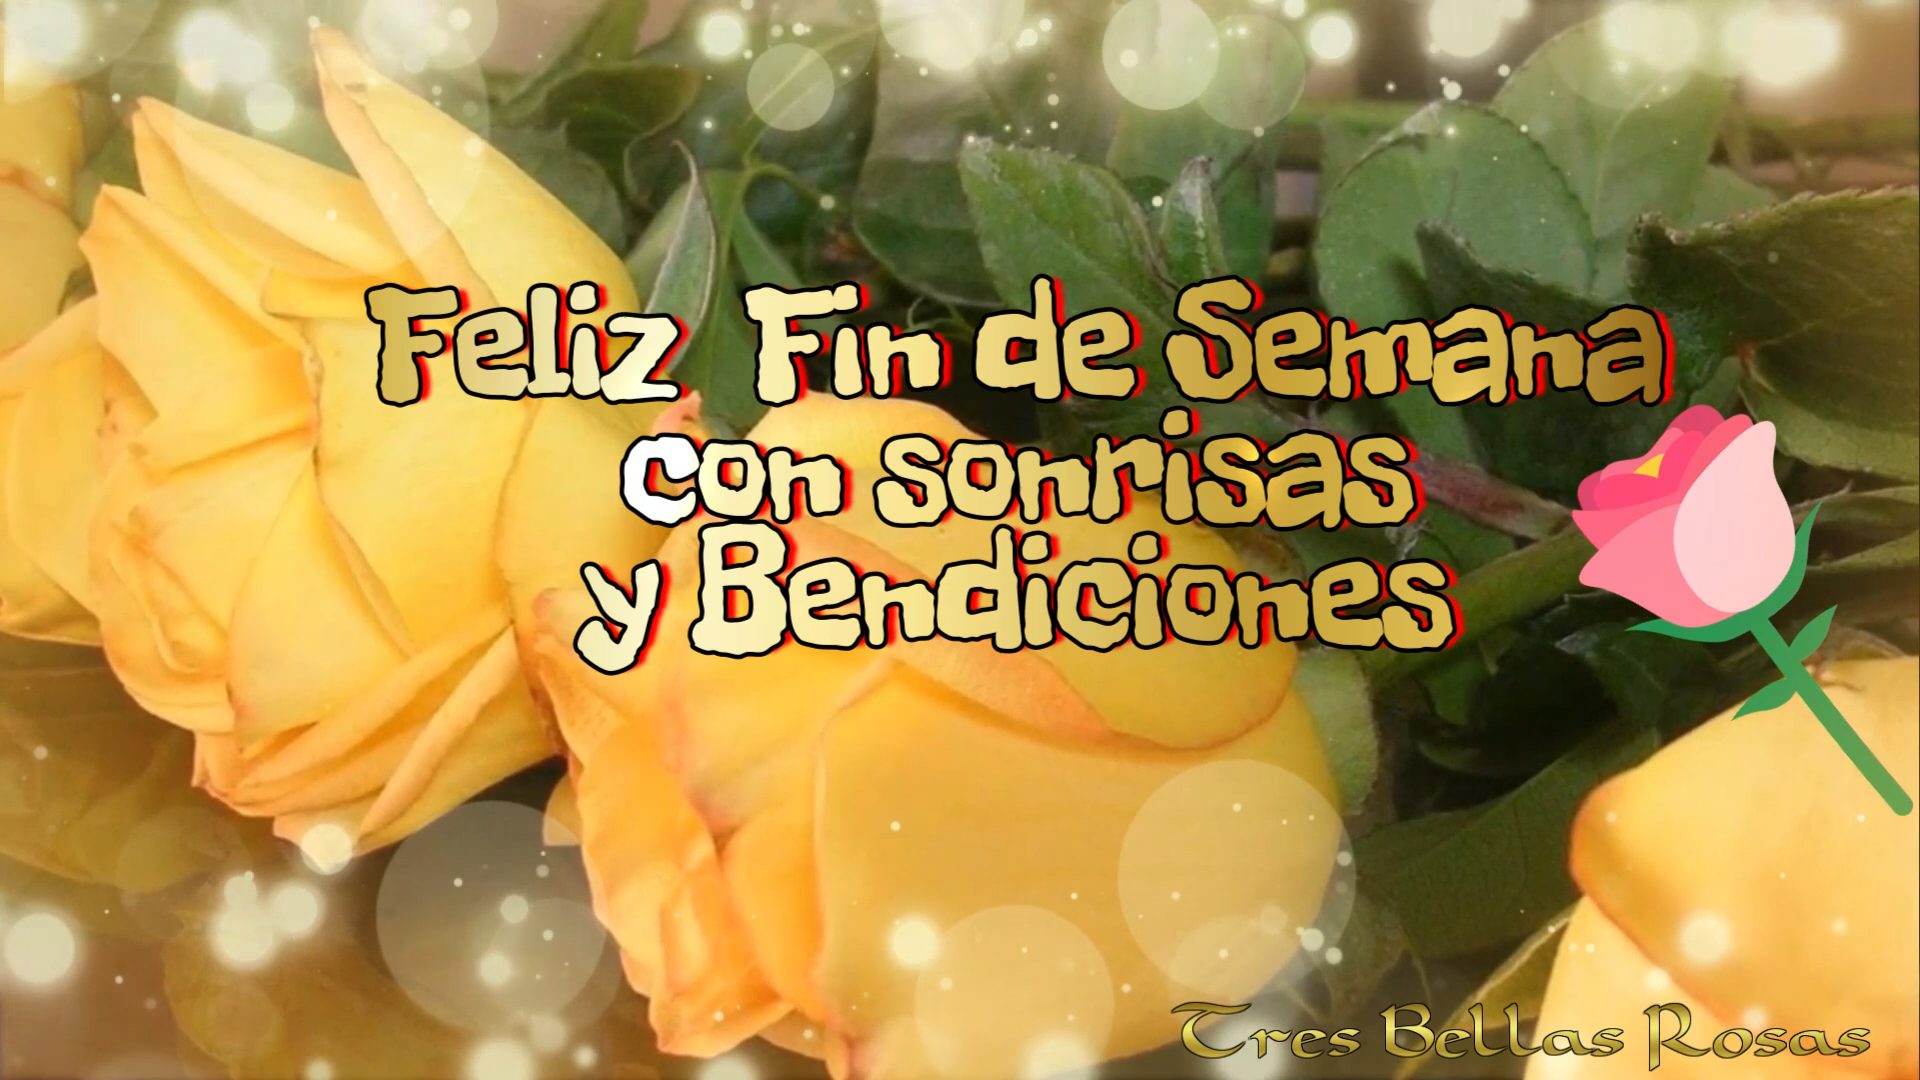 Feliz Fin de Semana
con sonrisas
y Bendiciones
Tres Bellas Rosas